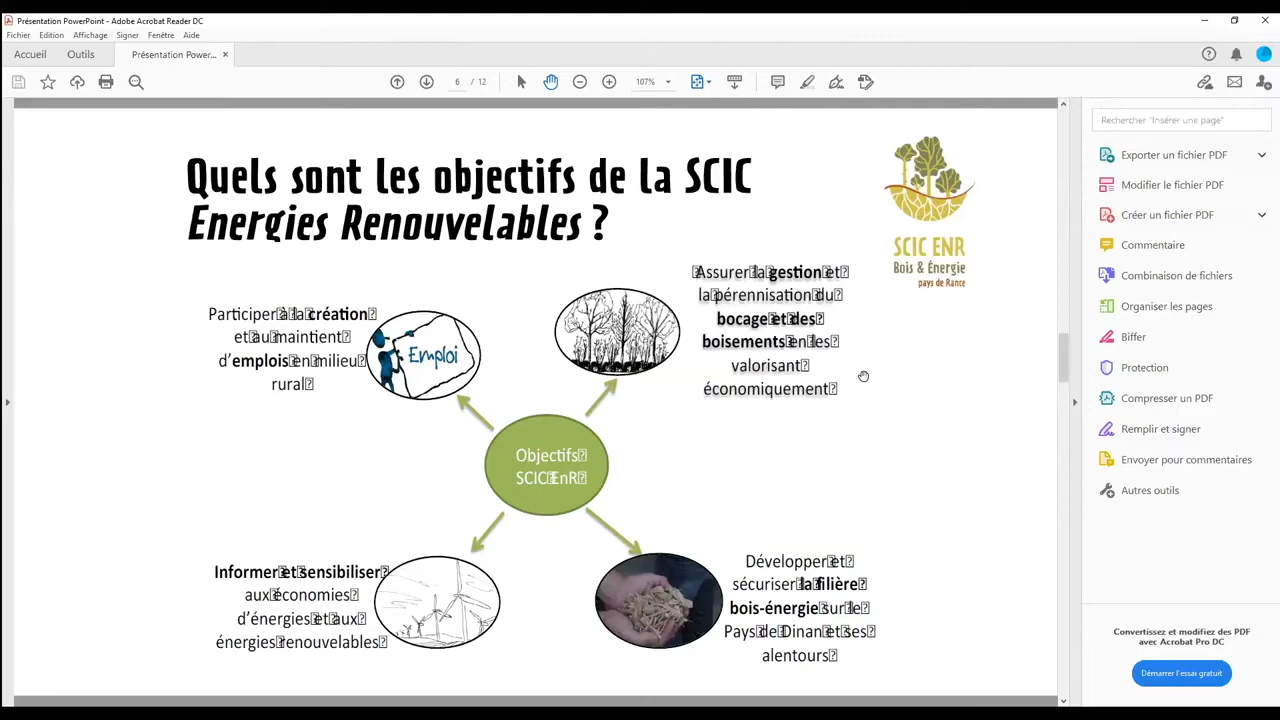 Présentation PowerPoint - Adobe Acrobat Reader DC
Fichier Edition Affichage Signer Fenêtre Aide
Accueil Outils Présentation Power... ×
6 / 12 107%
Rechercher "Insérer une page"
Exporter un fichier PDF
Modifier le fichier PDF
Créer un fichier PDF
Commentaire
Combinaison de fichiers
Organiser les pages
Biffer
Protection
Compresser un PDF
Remplir et signer
Envoyer pour commentaires
Autres outils
Convertissez et modifiez des PDF
avec Acrobat Pro DC
Démarrer l'essai gratuit
Quels sont les objectifs de la SCIC
Energies Renouvelables ?
SCIC ENR
Bois & Énergie
pays de Rance
Participer à la création
et au maintient
d'emplois en milieu
rural
Emploi
Assurer la gestion et
la pérennisation du
bocage et des
boisements en les
valorisant
économiquement
Objectifs
SCIC EnR
Informer et sensibiliser
aux économies
d'énergies et aux
énergies renouvelables
Développer et
sécuriser la filière
bois-énergie sur le
Pays de Dinan et ses
alentours